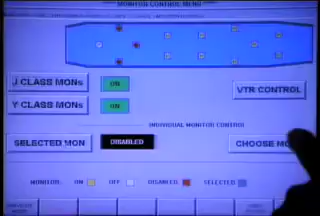 MONITOR CONTROL MENU
J CLASS MONs ON
Y CLASS MONs ON
VTR CONTROL
INDIVIDUAL MONITOR CONTROL
SELECTED MON DISABLED CHOOSE MO
MONITOR: ON OFF DISABLED SELECTED